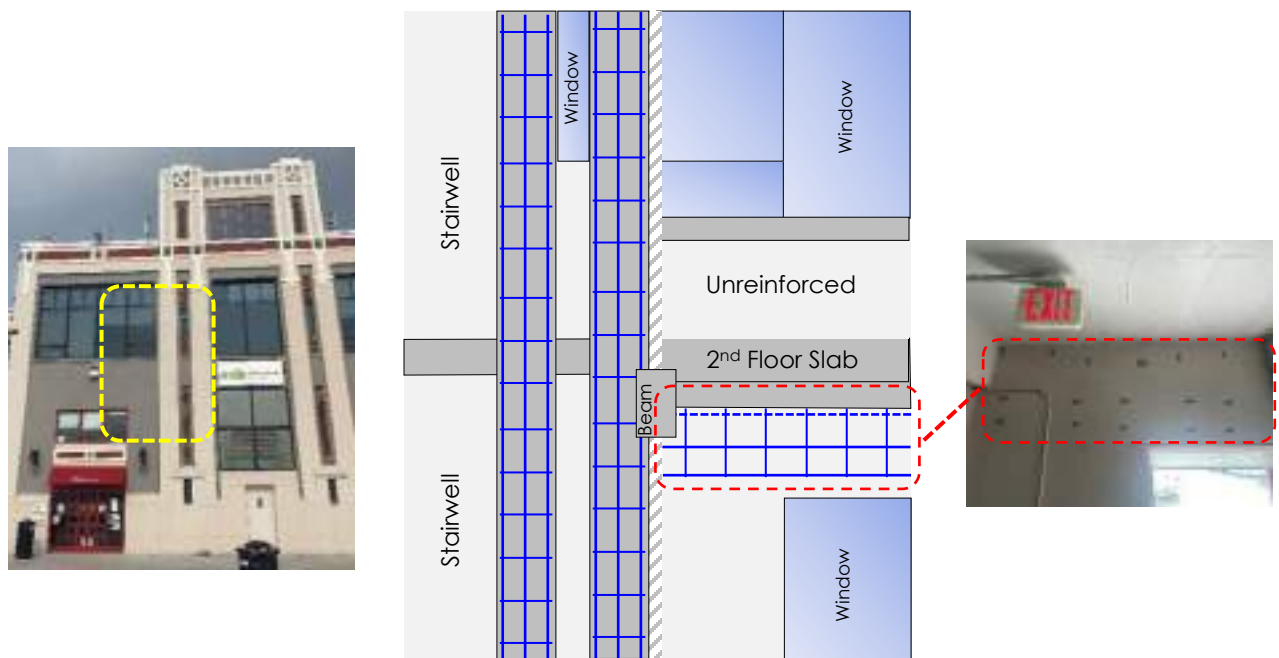 Stairwell
Window
Window
Unreinforced
2nd Floor Slab
Beam
EXIT
Stairwell
Window